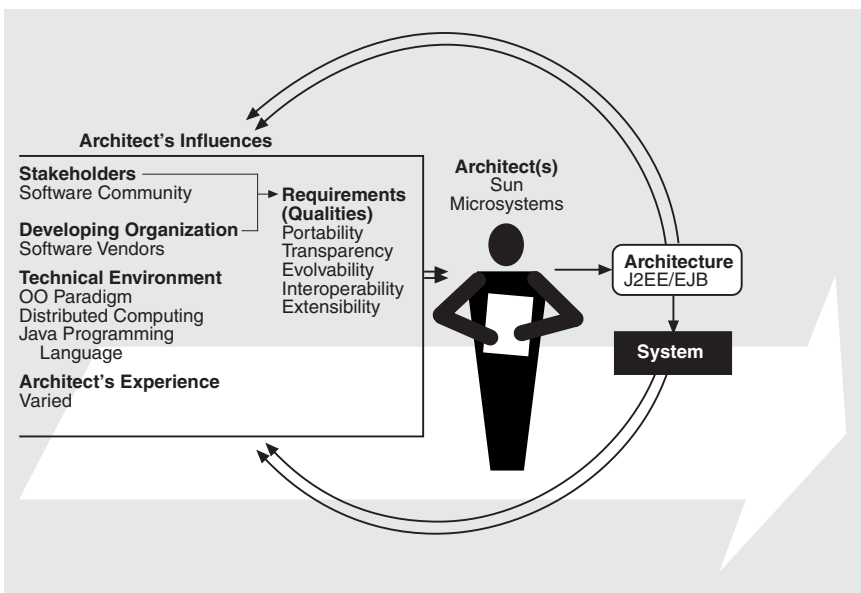 Architect's Influences
Stakeholders
Software Community
Developing Organization
Software Vendors
Technical Environment
OO Paradigm
Distributed Computing
Java Programming
Language
Architect's Experience
Varied
Requirements
(Qualities)
Portability
Transparency
Evolvability
Interoperability
Extensibility
Architect(s)
Sun
Microsystems
Architecture
J2EE/EJB
System